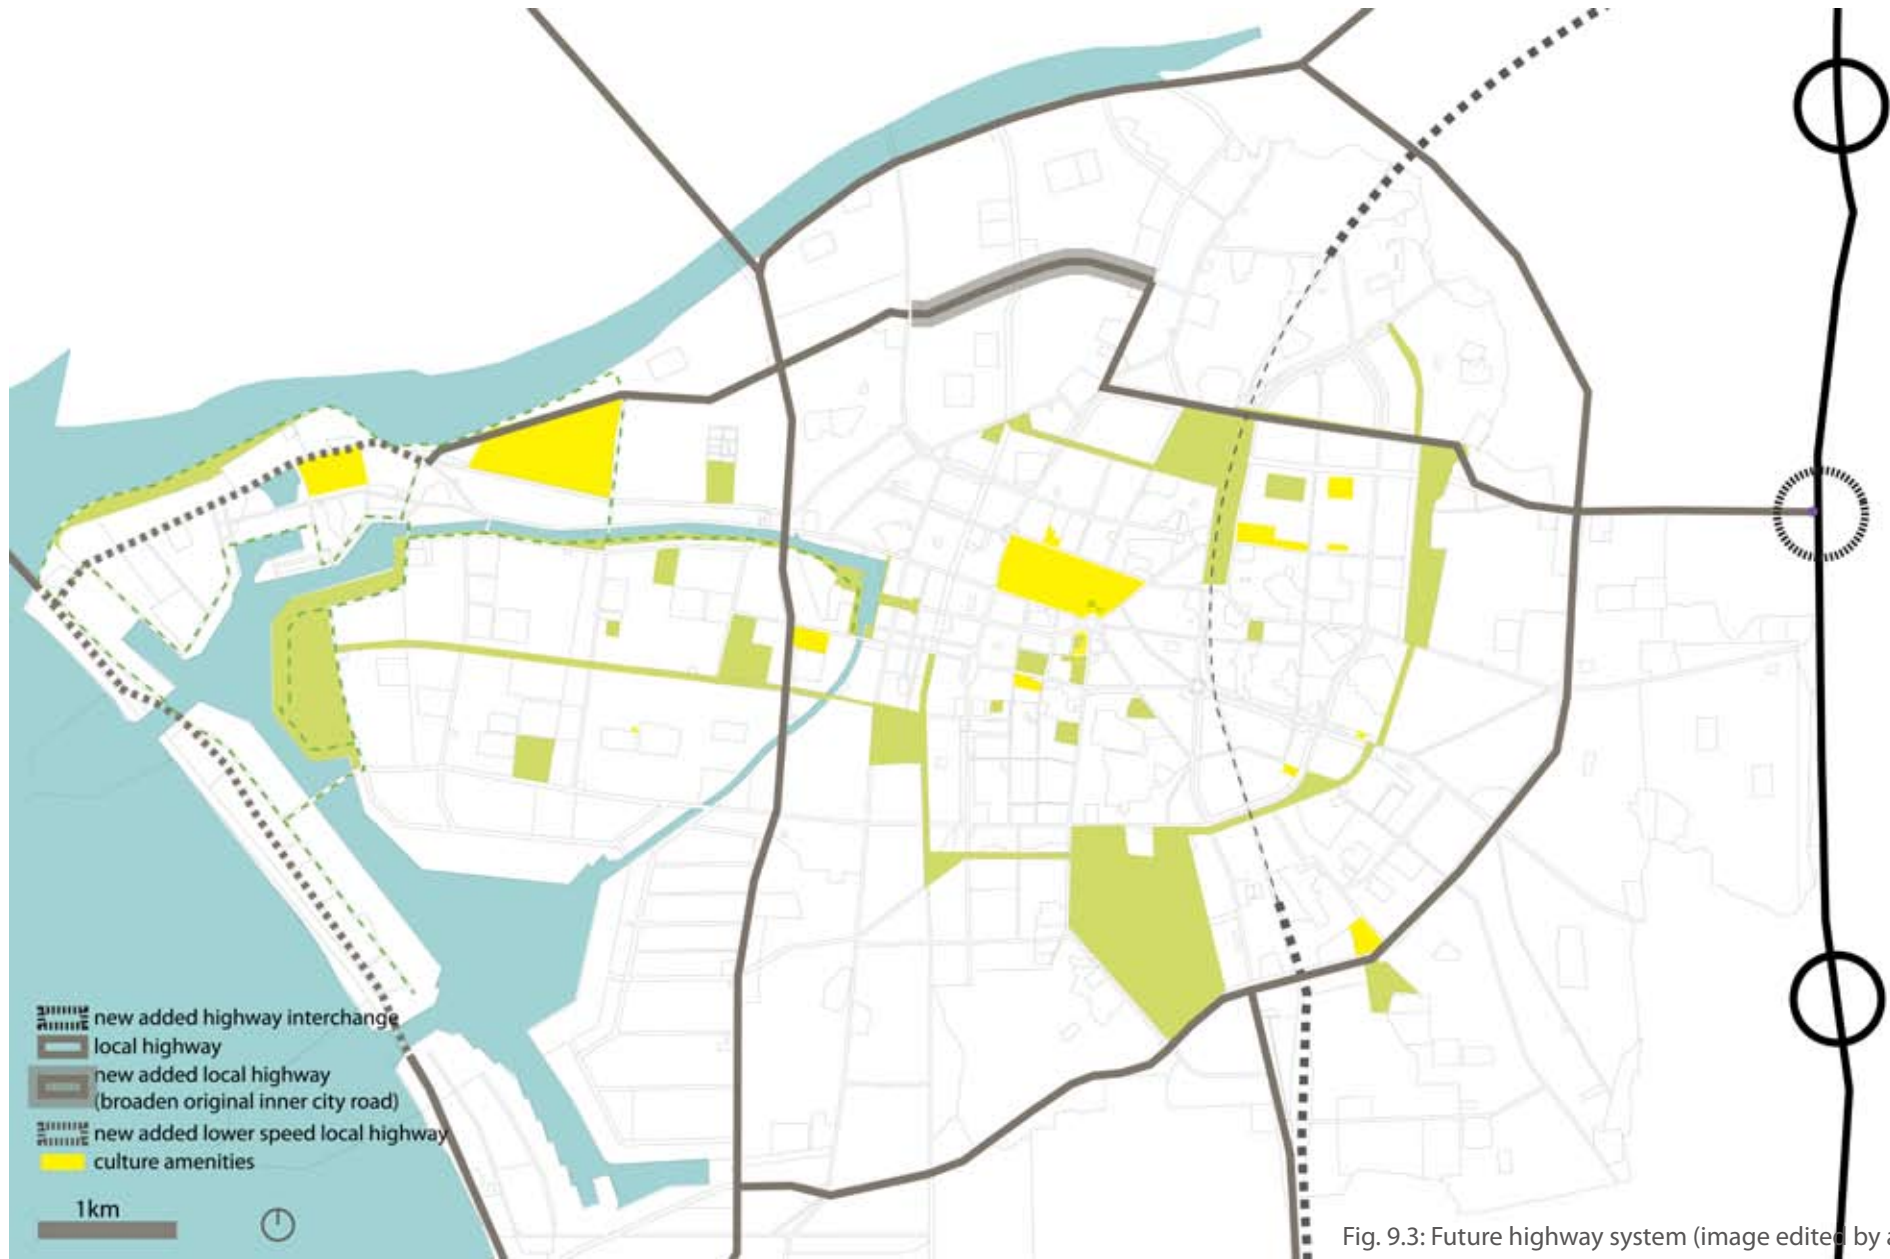 new added highway interchange
local highway
new added local highway
(broaden original inner city road)
new added lower speed local highway
culture amenities
1km
Fig. 9.3: Future highway system (image edited by a